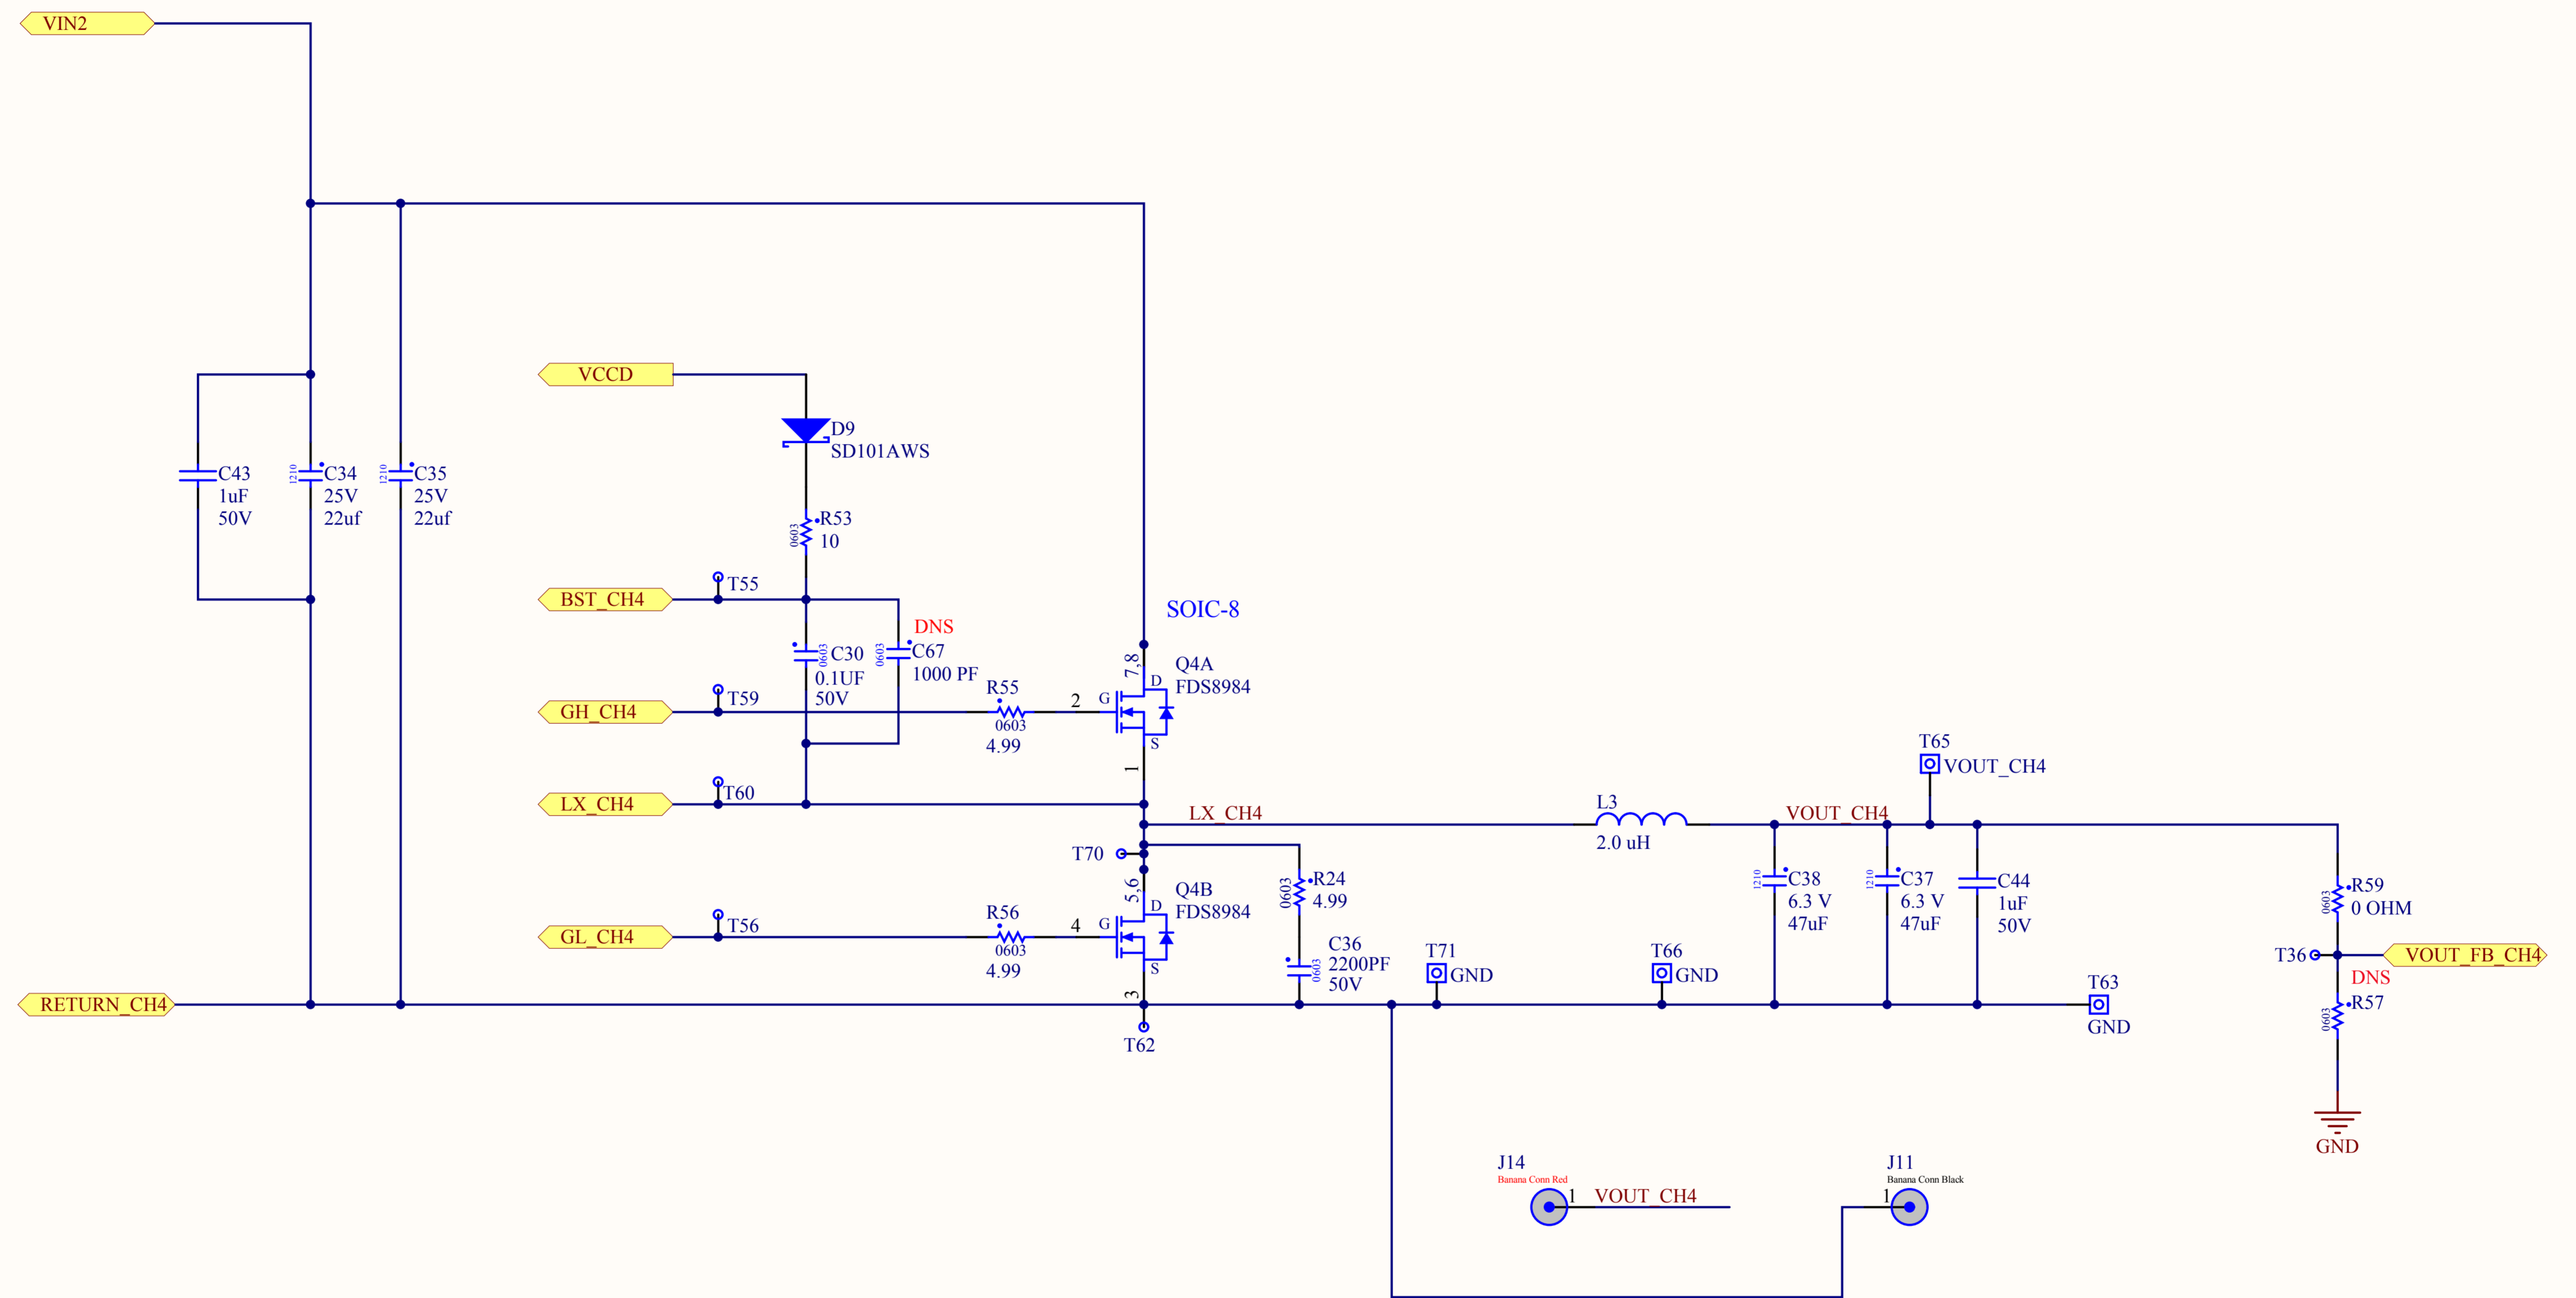 VIN2
VCCD
D9
SD101AWS
C43
1uF
50V
1210
C34
25V
22uf
1210
C35
25V
22uf
0603
R53
10
BST_CH4
T55
SOIC-8
DNS
0603
C30
0.1UF
50V
0603
C67
1000 PF
7,8
D
Q4A
FDS8984
GH_CH4
T59
R55
0603
4.99
2
G
S
1
LX_CH4
T60
LX_CH4
L3
2.0 uH
VOUT_CH4
T65
VOUT_CH4
T70
5,6
D
Q4B
FDS8984
GL_CH4
T56
R56
0603
4.99
4
G
S
3
0603
R24
4.99
C36
0603
2200PF
50V
T71
GND
T66
GND
1210
C38
6.3 V
47uF
1210
C37
6.3 V
47uF
C44
1uF
50V
0603
R59
0 OHM
T36
VOUT_FB_CH4
DNS
0603
R57
GND
RETURN_CH4
T62
T63
GND
J14
Banana Conn Red
1
VOUT_CH4
J11
Banana Conn Black
1